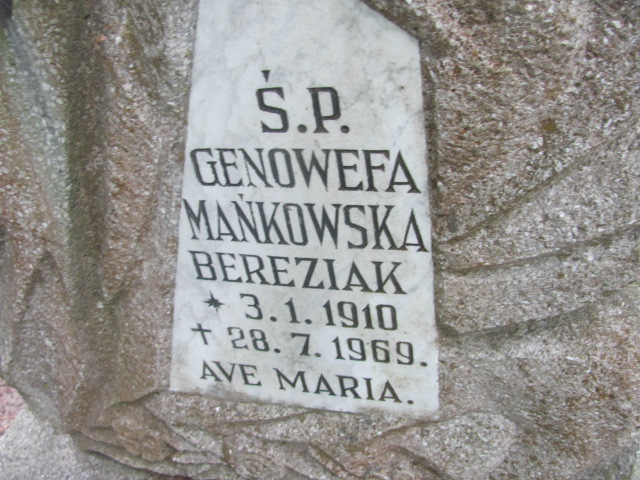 Ś.P.
GENOWEFA
MAŃKOWSKA
BEREZIAK
* 3.1.1910
+ 28.7.1969.
AVE MARIA.